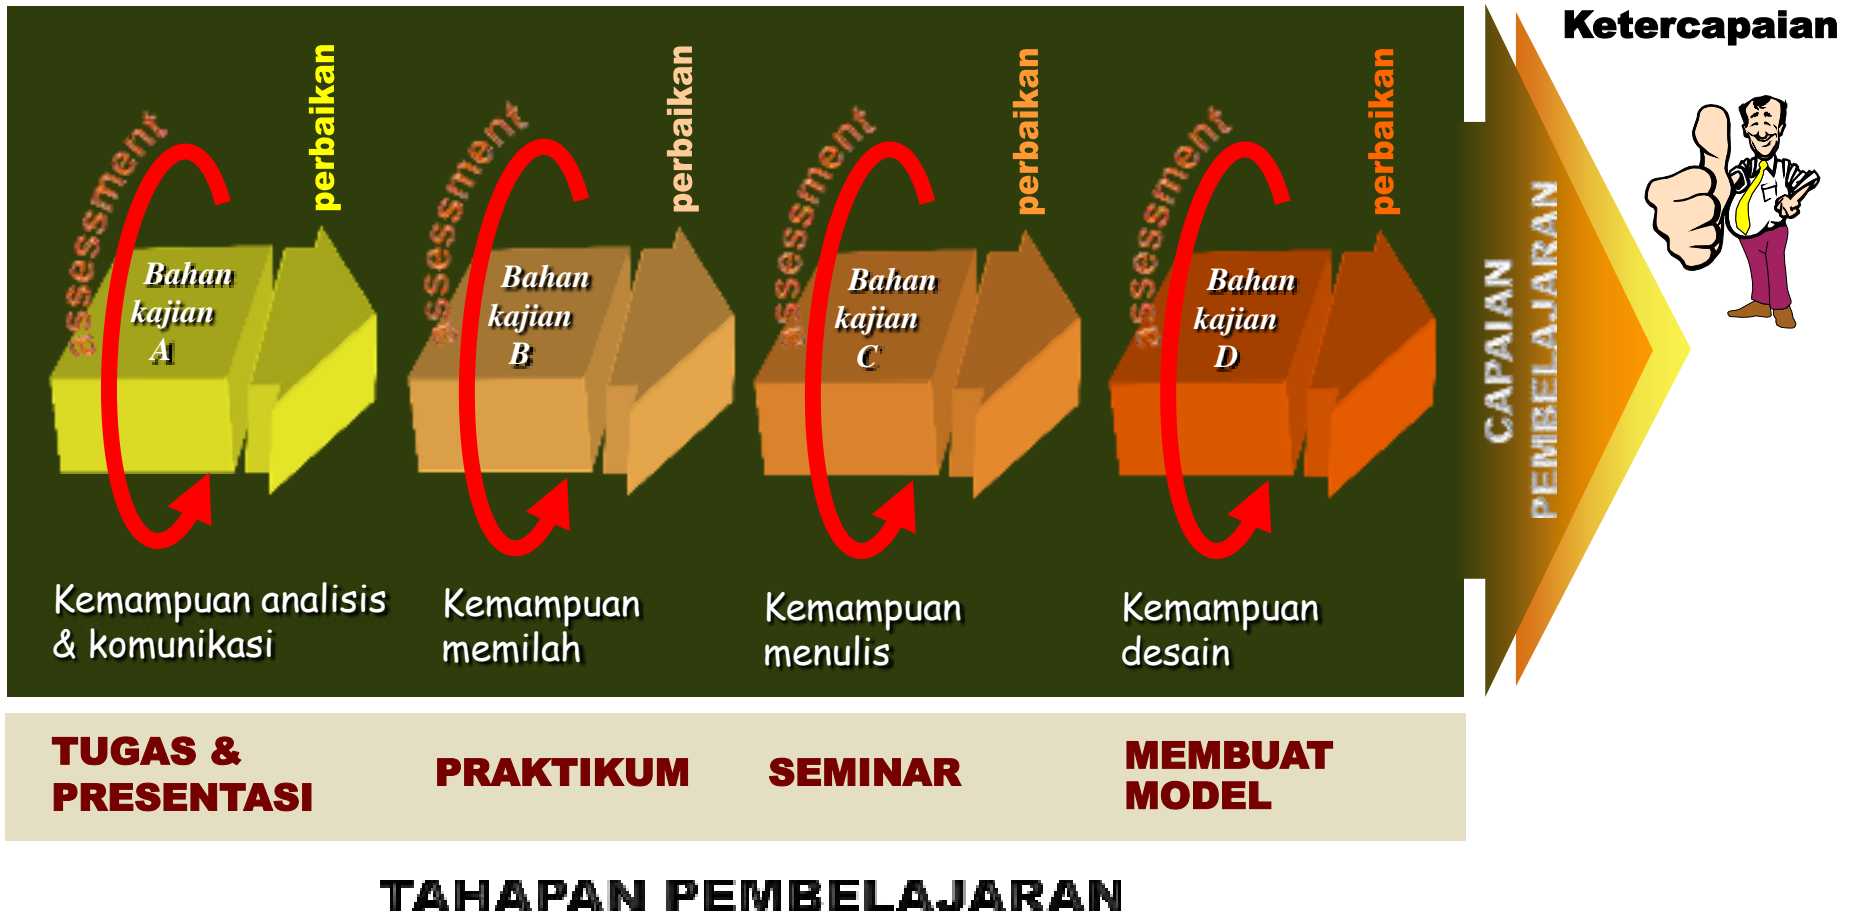 Ketercapaian
assessment
perbaikan
Bahan
kajian
A
assessment
perbaikan
Bahan
kajian
B
assessment
perbaikan
Bahan
kajian
C
assessment
perbaikan
Bahan
kajian
D
CAPAIAN
PEMBELAJARAN
Kemampuan analisis
& komunikasi
Kemampuan
memilah
Kemampuan
menulis
Kemampuan
desain
TUGAS &
PRESENTASI
PRAKTIKUM
SEMINAR
MEMBUAT
MODEL
TAHAPAN PEMBELAJARAN